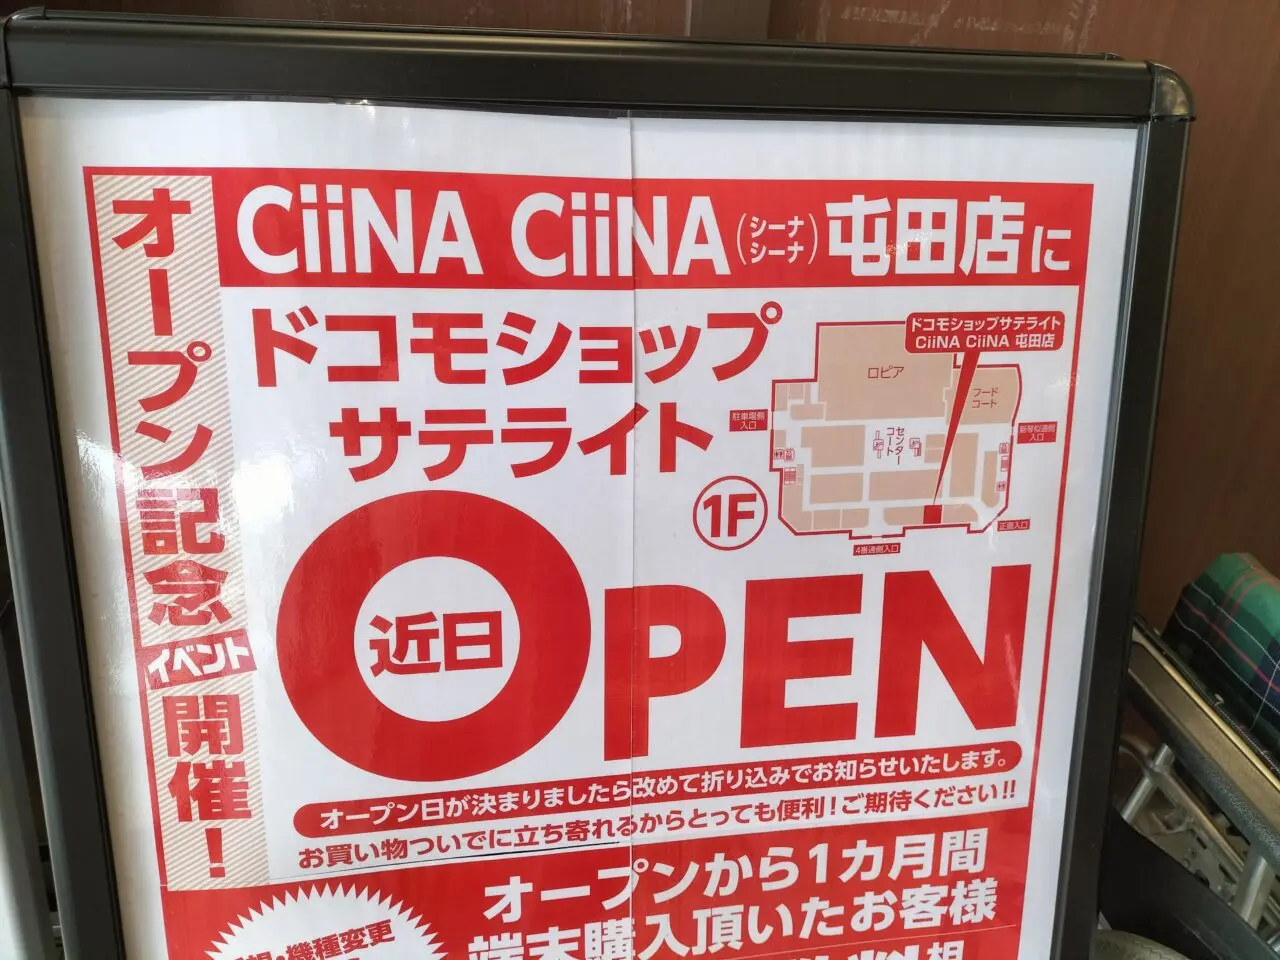 オープン記念イベント開催!
CiiNA CiiNA(シーナシーナ)屯田店に
ドコモショップ
サテライト
ドコモショップサテライト
CiiNA CiiNA 屯田店
ロピア
フード
コート
駐車場側
入口
新琴似通側
入口
センター
コート
正面入口
4番通側入口
1F
近日
OPEN
オープン日が決まりましたら改めて折り込みでお知らせいたします。
お買い物ついでに立ち寄れるからとっても便利!ご期待ください!!
オープンから1カ月間
端末購入頂いたお客様
機種変更